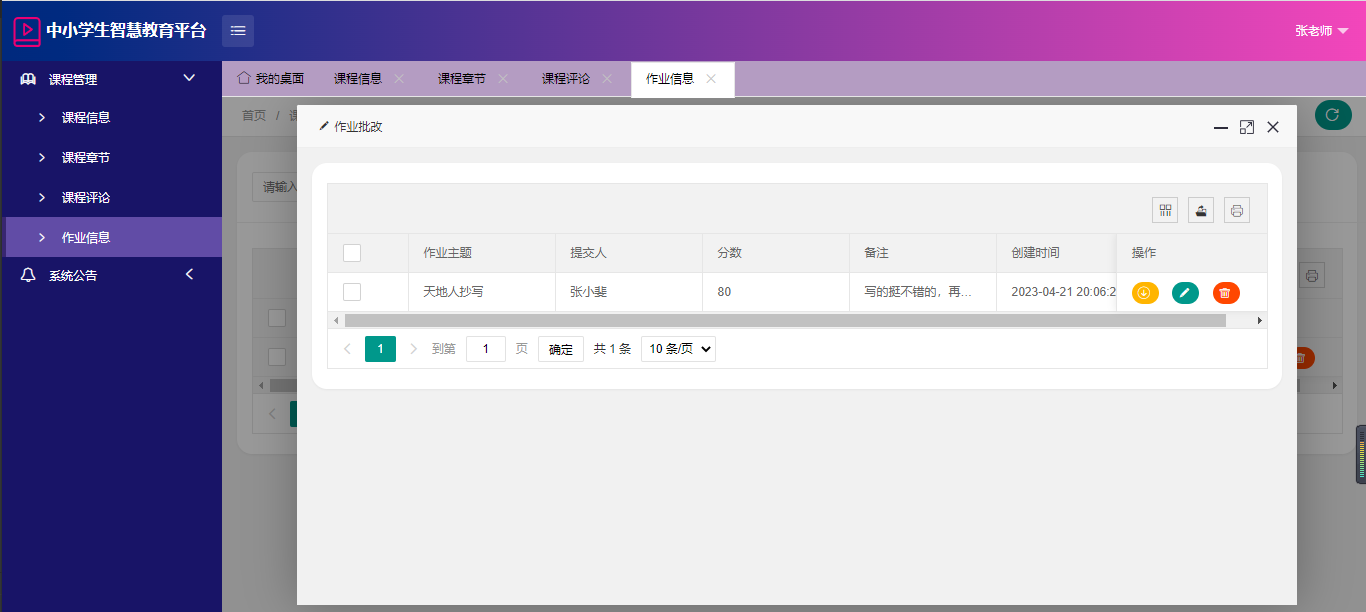 中小学生智慧教育平台
张老师
课程管理
课程信息
课程章节
课程评论
作业信息
系统公告
我的桌面 课程信息 课程章节 课程评论 作业信息
首页 /
请输入
作业批改
作业主题 提交人 分数 备注 创建时间 操作
天地人抄写 张小斐 80 写的挺不错的，再... 2023-04-21 20:06:2
1 到第 1 页 确定 共 1 条 10 条/页